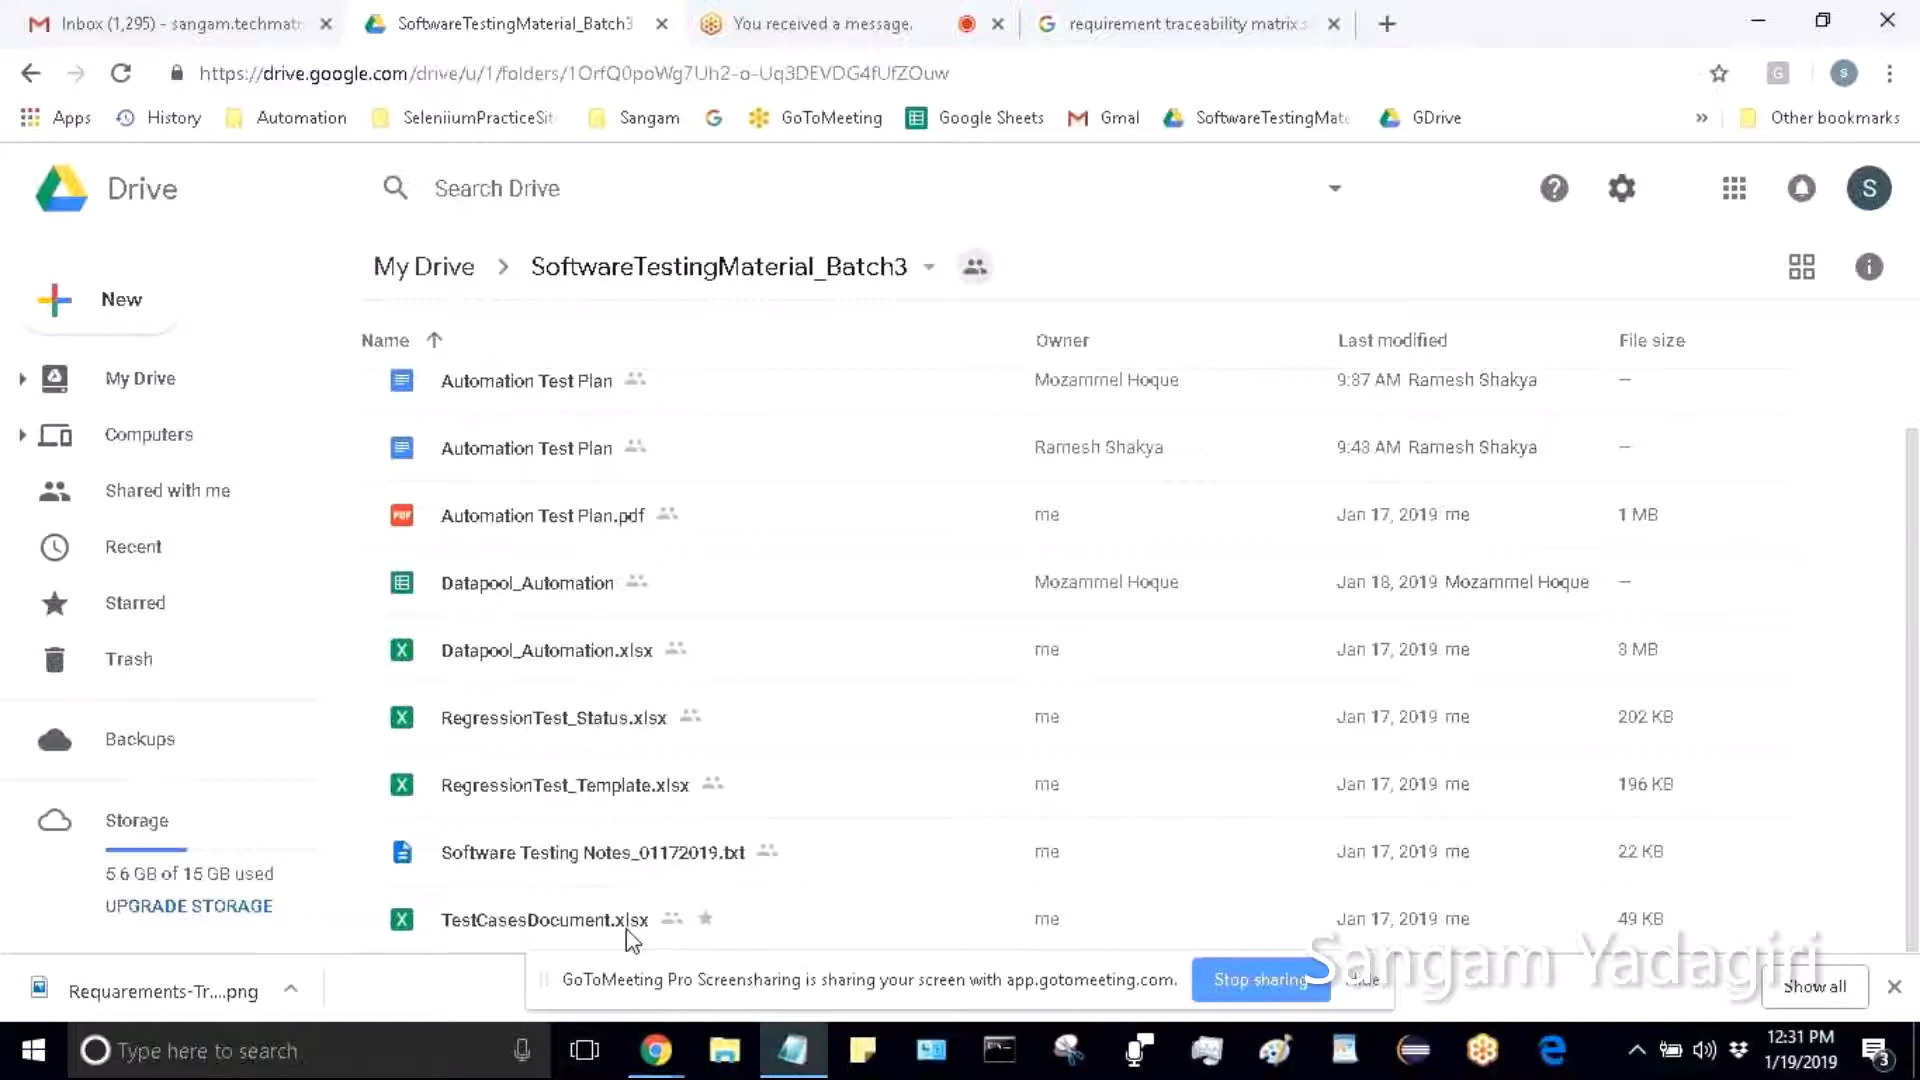 Inbox (1,295) - sangam.techmatr
SoftwareTestingMaterial_Batch3
You received a message.
requirement traceability matrix s
https://drive.google.com/drive/u/1/folders/1OrfQ0poWg7Uh2-o-Uq3DEVDG4fUfZOuw
G
s
Apps
History
Automation
SeleniiumPracticeSit
Sangam
GoToMeeting
Google Sheets
Gmal
SoftwareTestingMate
GDrive
»
Other bookmarks
Drive
Search Drive
S
My Drive > SoftwareTestingMaterial_Batch3
New
Name
Owner
Last modified
File size
My Drive
Computers
Shared with me
Recent
Starred
Trash
Backups
Storage
5.6 GB of 15 GB used
UPGRADE STORAGE
Automation Test Plan Mozammel Hoque 9:37 AM Ramesh Shakya –
Automation Test Plan Ramesh Shakya 9:43 AM Ramesh Shakya –
PDF Automation Test Plan.pdf me Jan 17, 2019 me 1 MB
Datapool_Automation Mozammel Hoque Jan 18, 2019 Mozammel Hoque –
X Datapool_Automation.xlsx me Jan 17, 2019 me 3 MB
X RegressionTest_Status.xlsx me Jan 17, 2019 me 202 KB
X RegressionTest_Template.xlsx me Jan 17, 2019 me 196 KB
Software Testing Notes_01172019.txt me Jan 17, 2019 me 22 KB
X TestCasesDocument.xlsx me Jan 17, 2019 me 49 KB
Sangam Yadagiri
Requarements-Tr....png
GoToMeeting Pro Screensharing is sharing your screen with app.gotomeeting.com.
Stop sharing
Show all
Type here to search
12:31 PM
1/19/2019
3